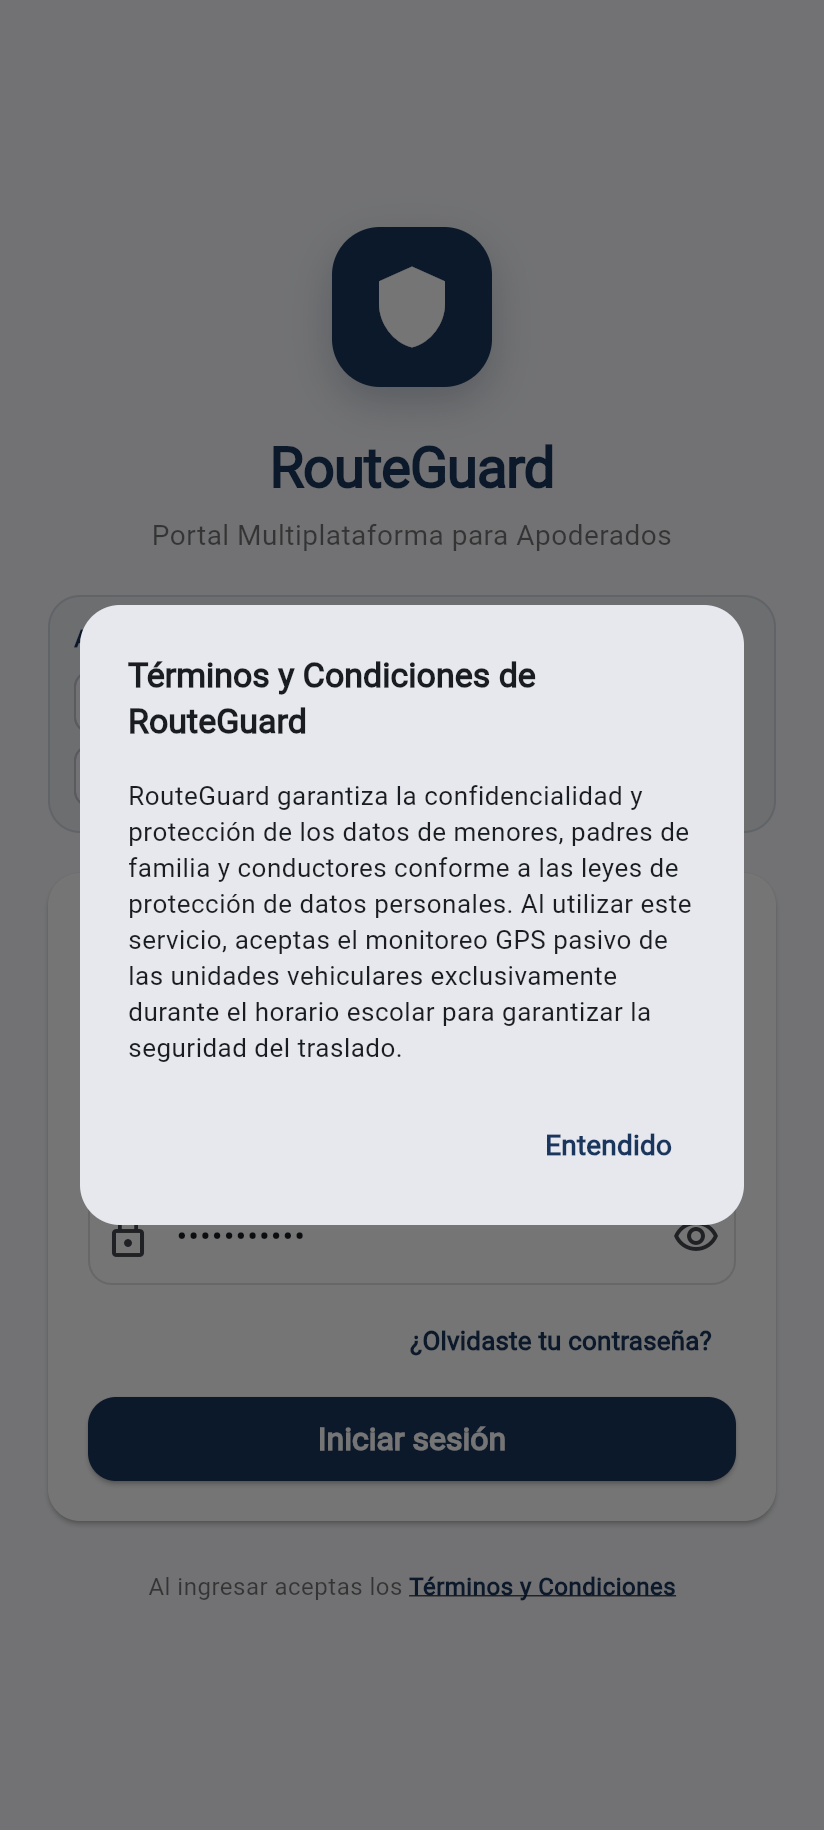 RouteGuard
Portal Multiplataforma para Apoderados
Términos y Condiciones de
RouteGuard
RouteGuard garantiza la confidencialidad y
protección de los datos de menores, padres de
familia y conductores conforme a las leyes de
protección de datos personales. Al utilizar este
servicio, aceptas el monitoreo GPS pasivo de
las unidades vehiculares exclusivamente
durante el horario escolar para garantizar la
seguridad del traslado.
Entendido
•••••••••••
¿Olvidaste tu contraseña?
Iniciar sesión
Al ingresar aceptas los Términos y Condiciones